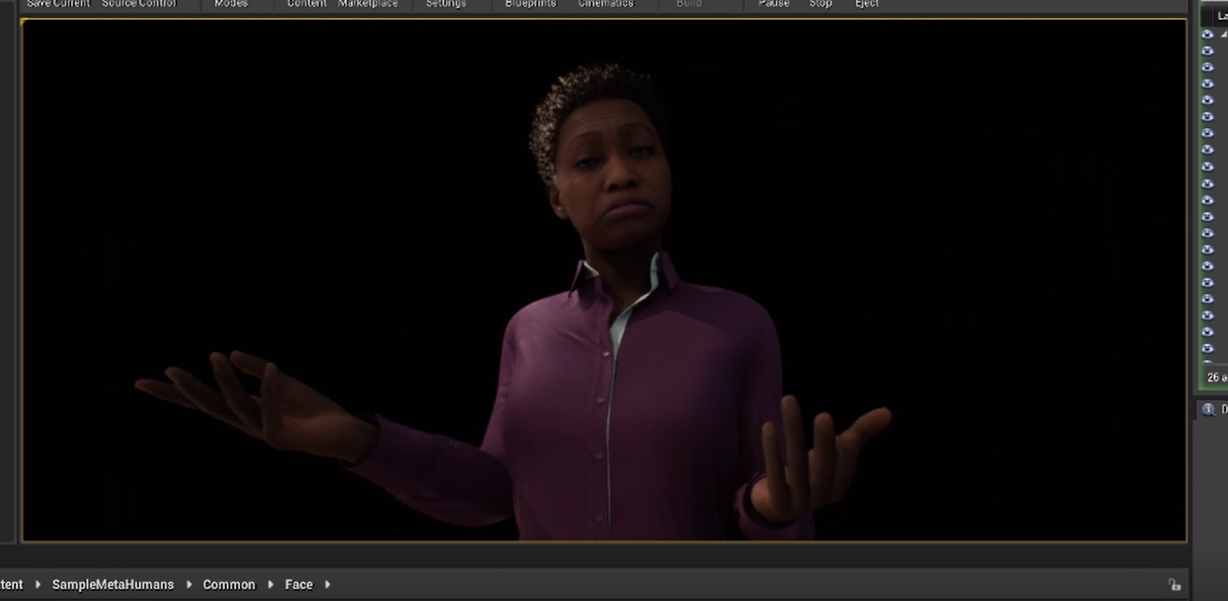 Save Current Source Control Modes Content Marketplace Settings Blueprints Cinematics Build Pause Stop Eject
La
26 a
D
tent SampleMetaHumans Common Face